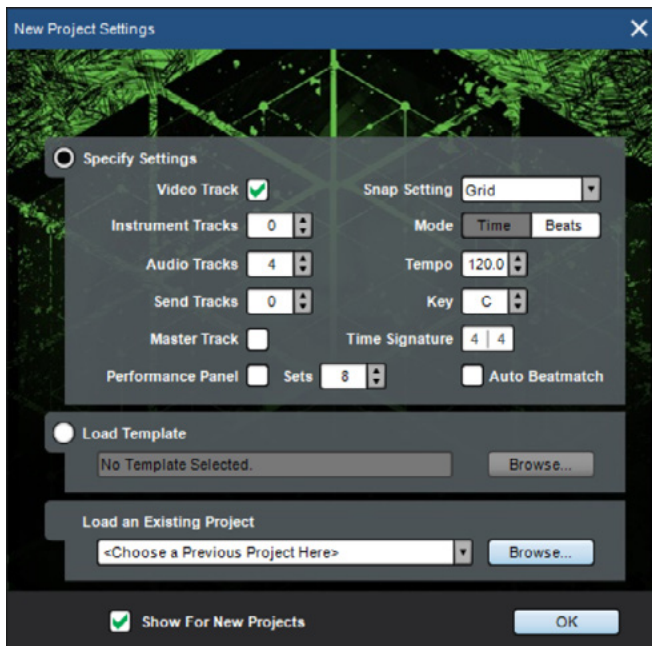 New Project Settings
Specify Settings
Video Track Snap Setting Grid
Instrument Tracks 0 Mode Time Beats
Audio Tracks 4 Tempo 120.0
Send Tracks 0 Key C
Master Track Time Signature 4 | 4
Performance Panel Sets 8 Auto Beatmatch
Load Template
No Template Selected. Browse...
Load an Existing Project
<Choose a Previous Project Here> Browse...
Show For New Projects OK